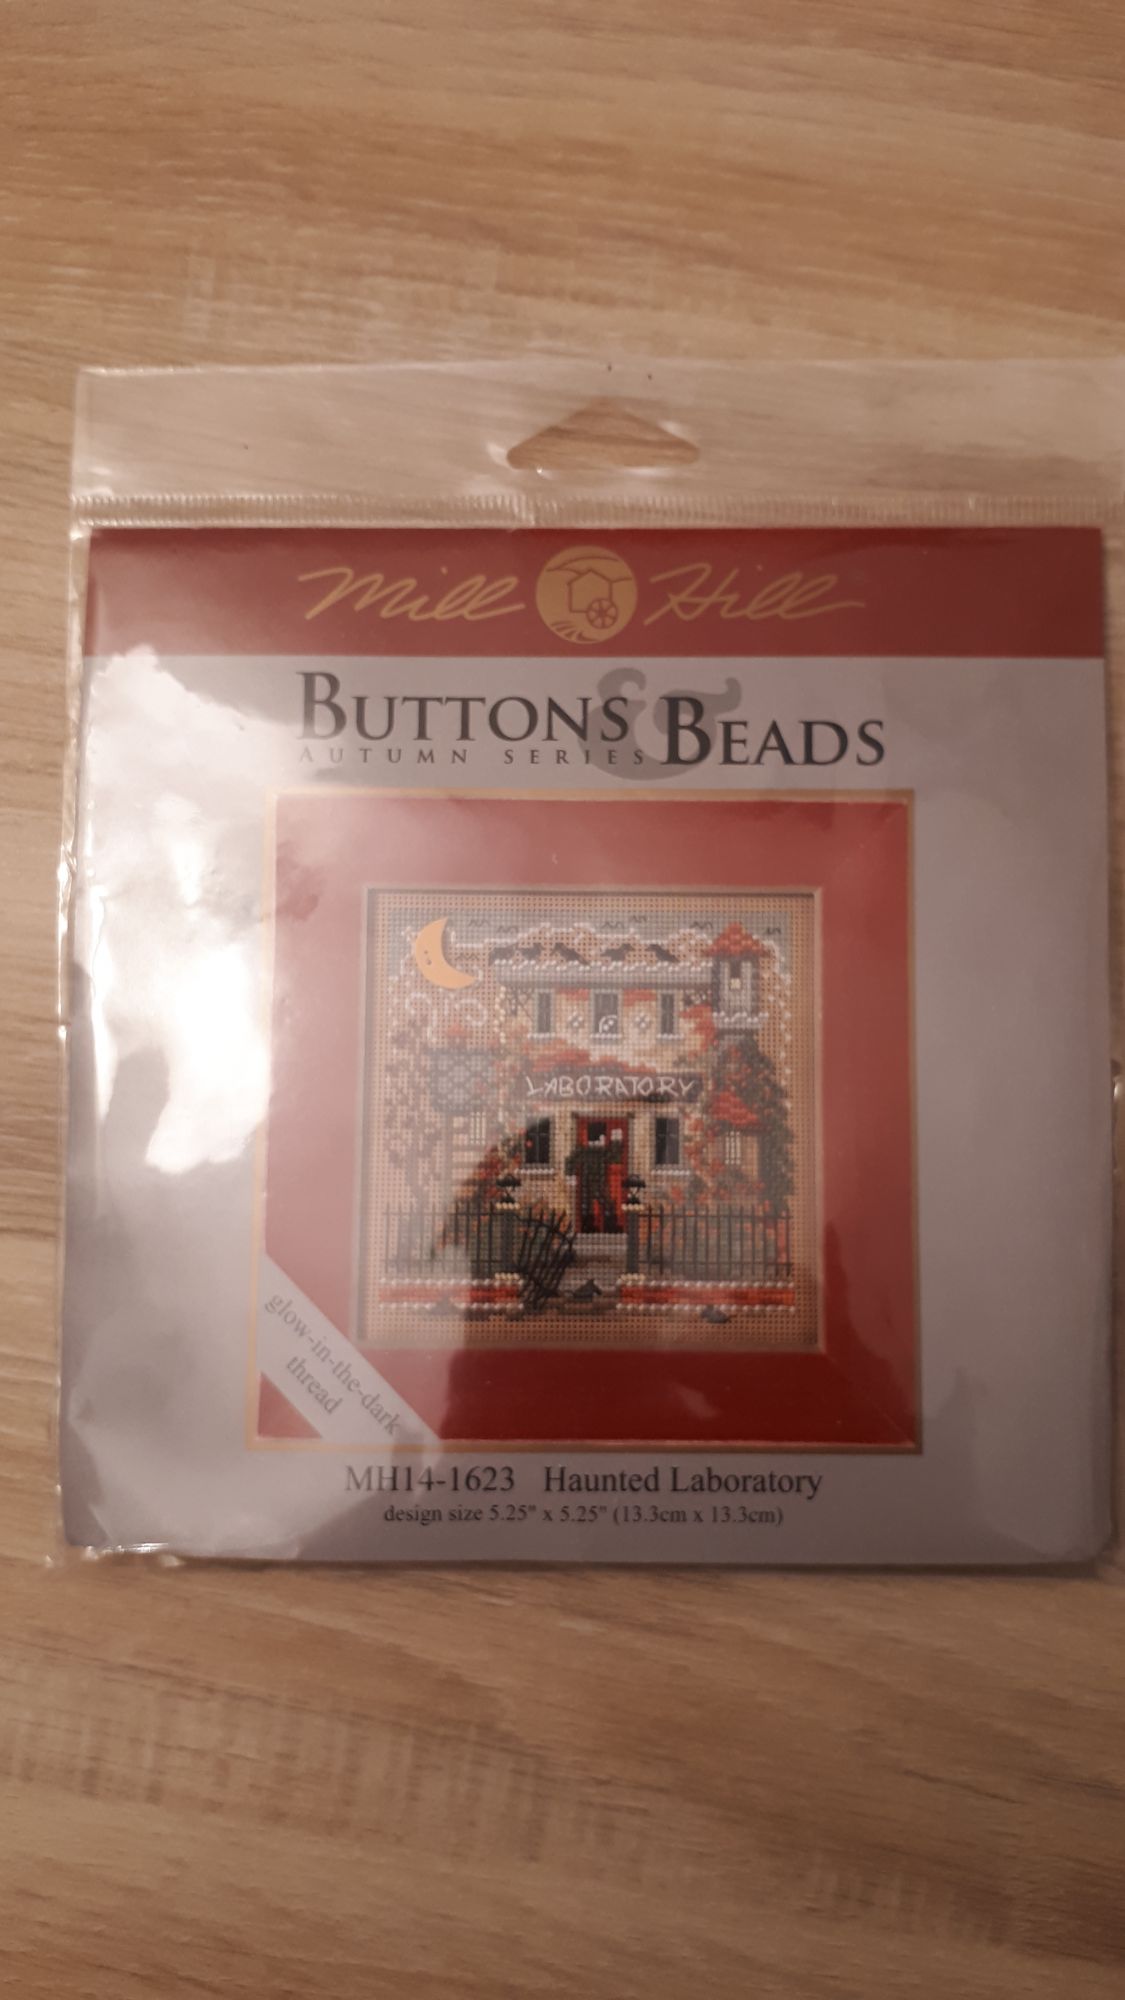 Mill Hill
BUTTONS & BEADS
AUTUMN SERIES
LABORATORY
glow-in-the-dark
thread
MH14-1623 Haunted Laboratory
design size 5.25" x 5.25" (13.3cm x 13.3cm)